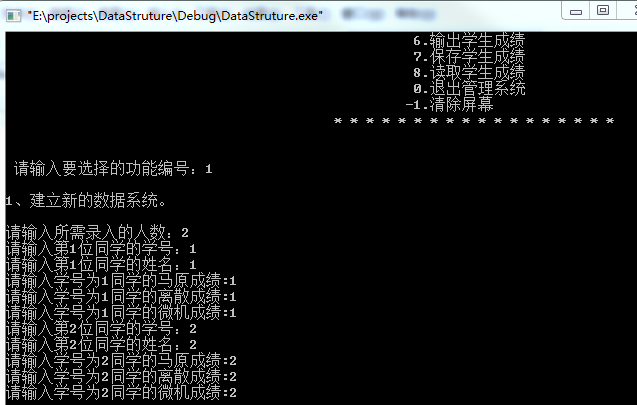 "E:\projects\DataStruture\Debug\DataStruture.exe"
6.输出学生成绩
7.保存学生成绩
8.读取学生成绩
0.退出管理系统
-1.清除屏幕
* * * * * * * * * * * * * * * * * *
请输入要选择的功能编号：1
1、建立新的数据系统。
请输入所需录入的人数：2
请输入第1位同学的学号：1
请输入第1位同学的姓名：1
请输入学号为1同学的马原成绩:1
请输入学号为1同学的离散成绩:1
请输入学号为1同学的微机成绩:1
请输入第2位同学的学号：2
请输入第2位同学的姓名：2
请输入学号为2同学的马原成绩:2
请输入学号为2同学的离散成绩:2
请输入学号为2同学的微机成绩:2